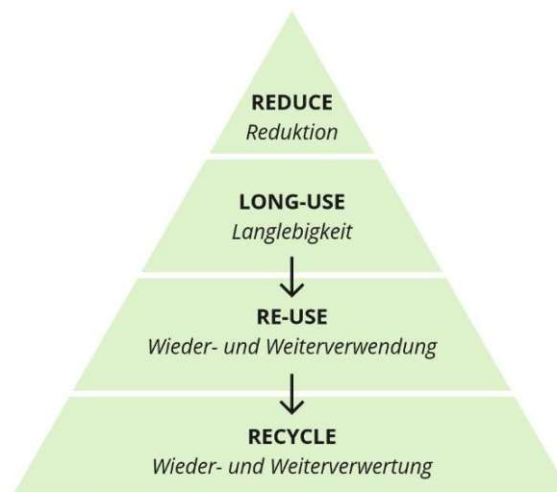 REDUCE
Reduktion
LONG-USE
Langlebigkeit
RE-USE
Wieder- und Weiterverwendung
RECYCLE
Wieder- und Weiterverwertung